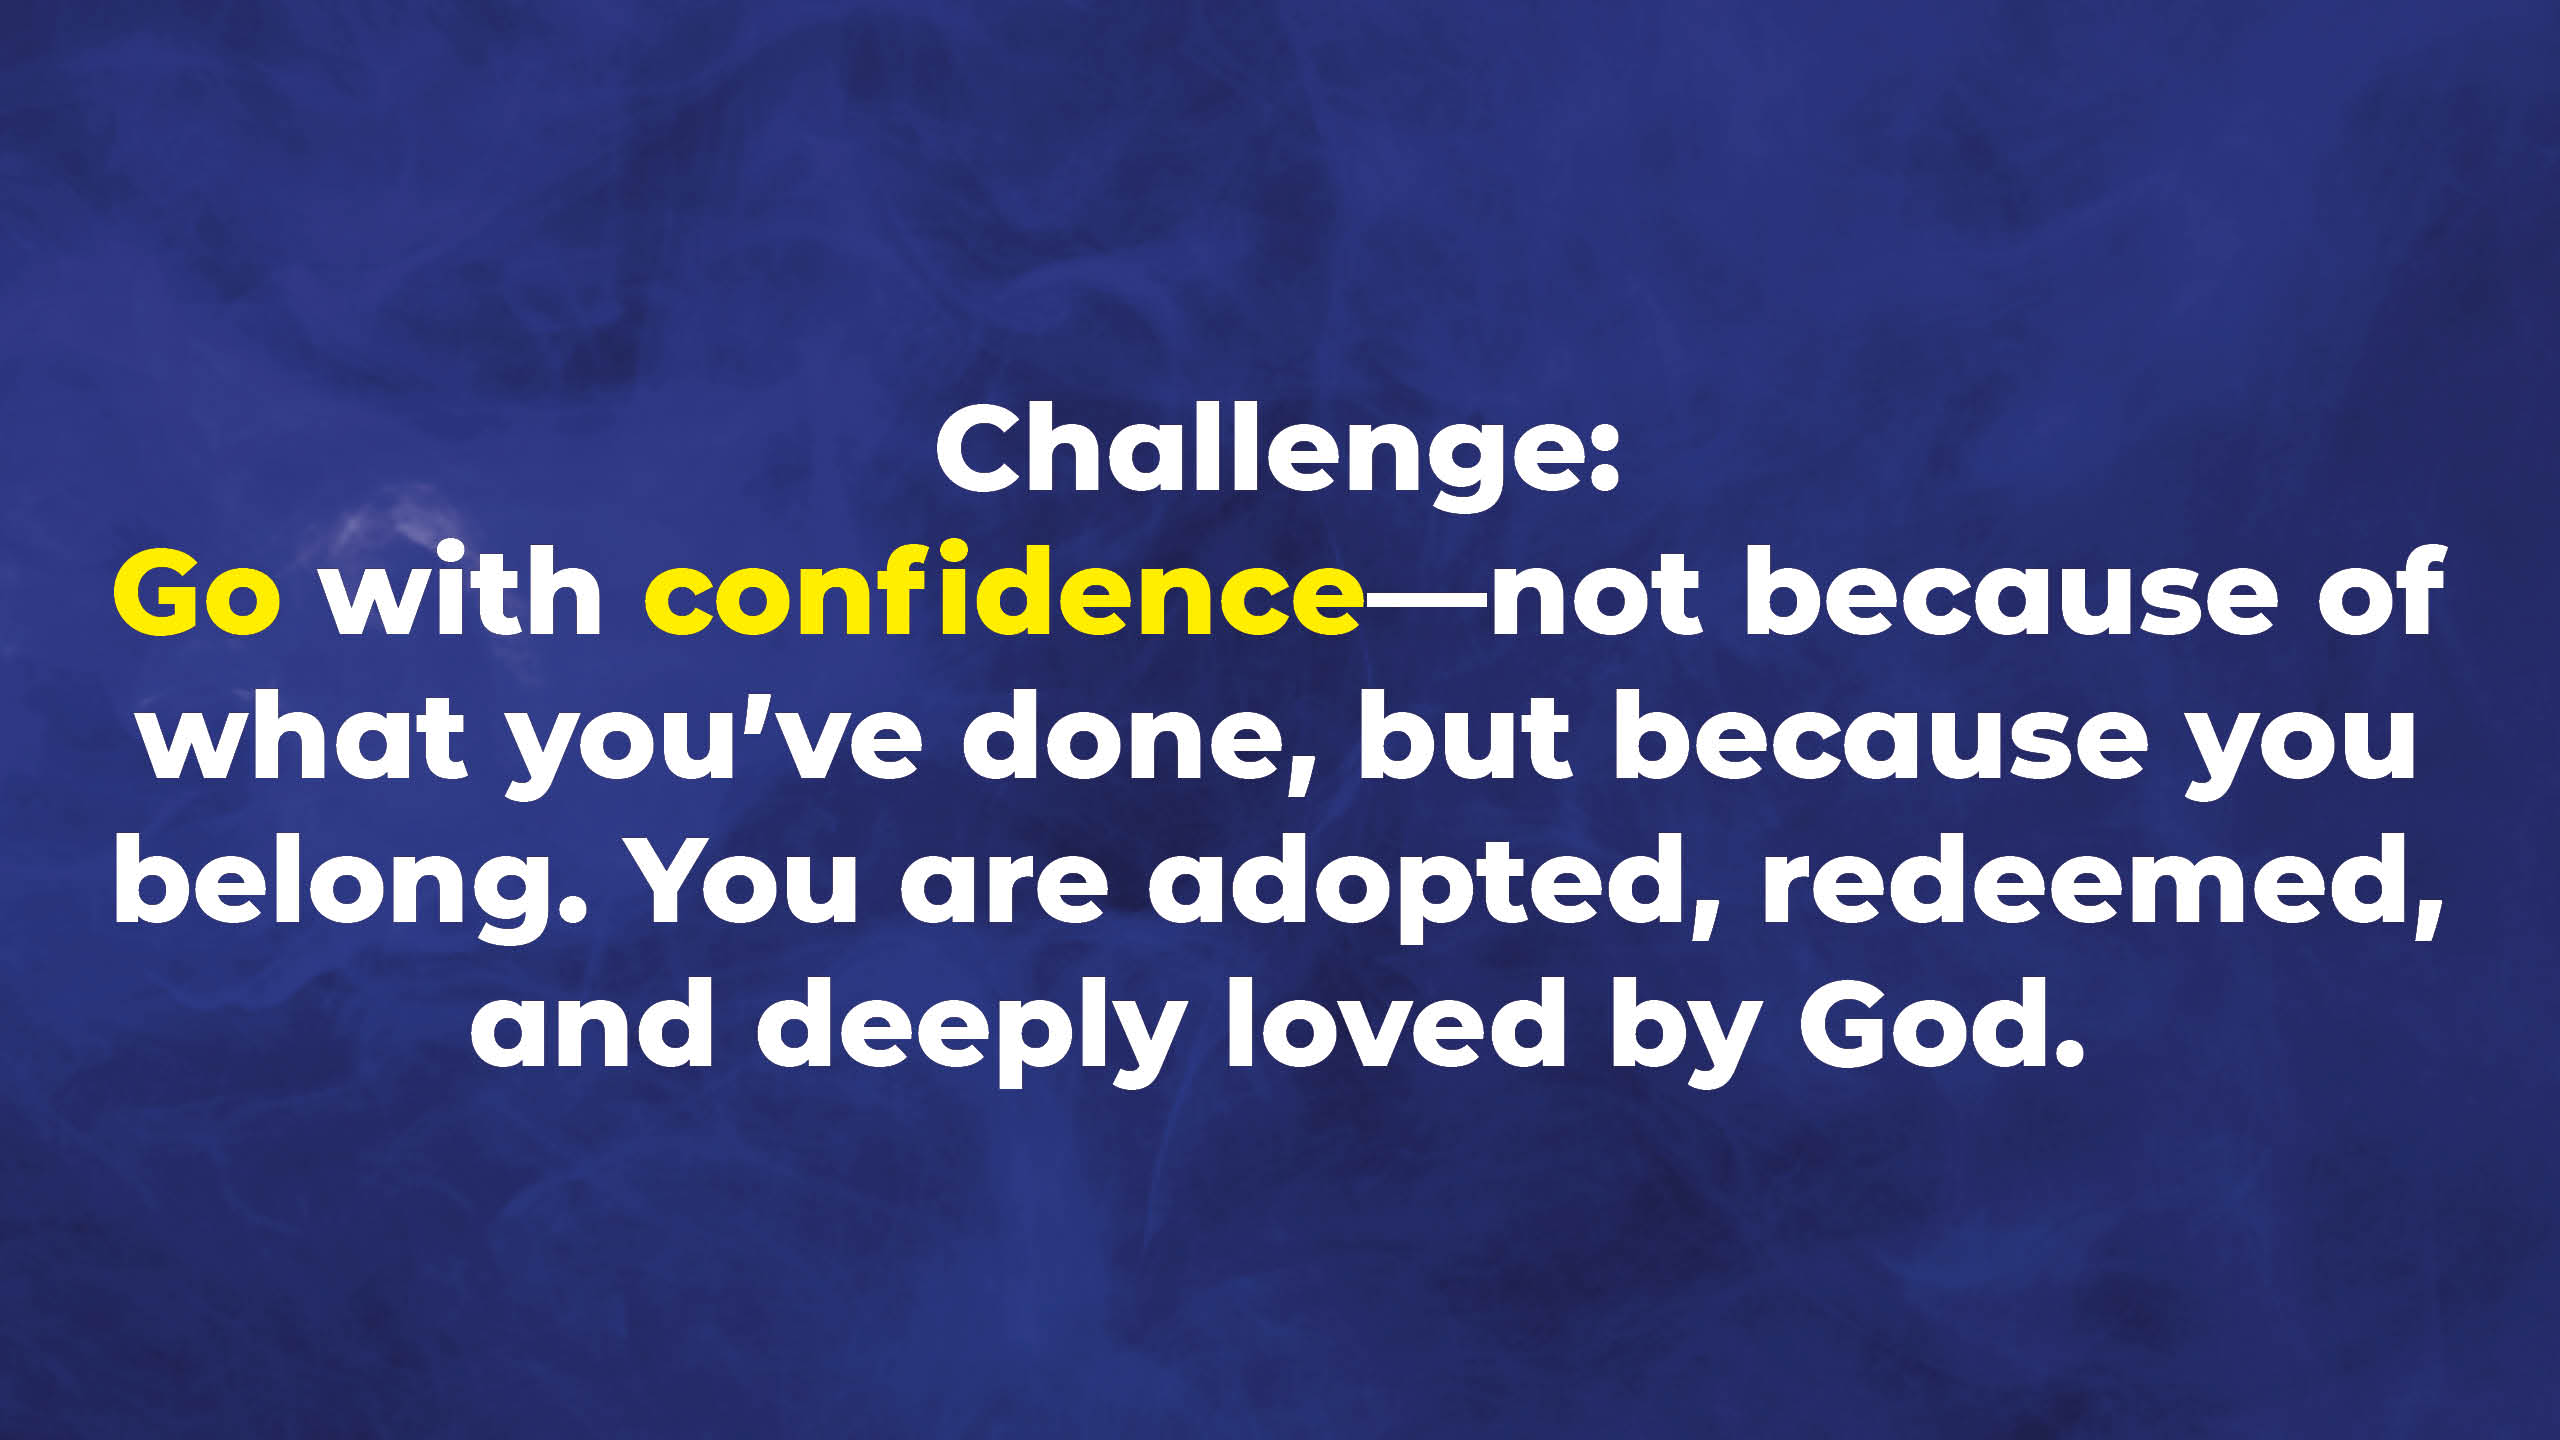 Challenge:
Go with confidence—not because of
what you've done, but because you
belong. You are adopted, redeemed,
and deeply loved by God.